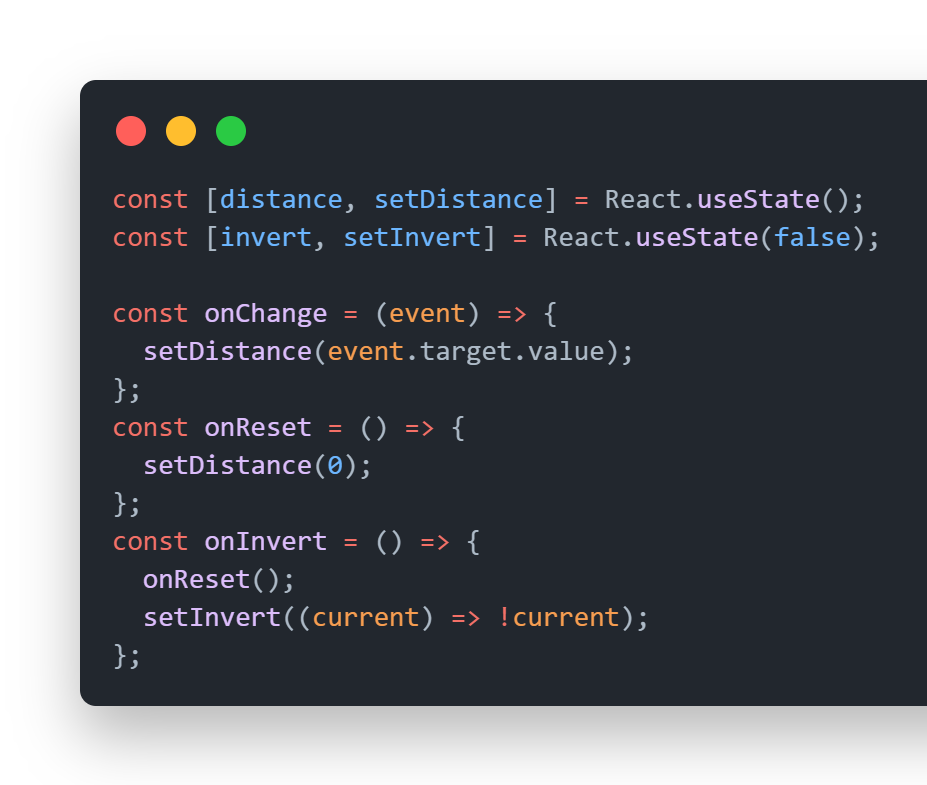 const [distance, setDistance] = React.useState();
const [invert, setInvert] = React.useState(false);

const onChange = (event) => {
  setDistance(event.target.value);
};
const onReset = () => {
  setDistance(0);
};
const onInvert = () => {
  onReset();
  setInvert((current) => !current);
};